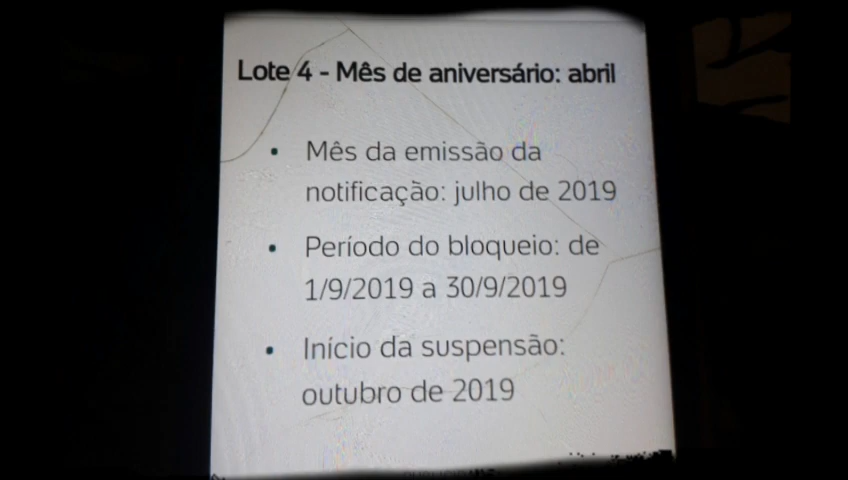 Lote 4 - Mês de aniversário: abril
• Mês da emissão da
notificação: julho de 2019
• Período do bloqueio: de
1/9/2019 a 30/9/2019
• Início da suspensão:
outubro de 2019